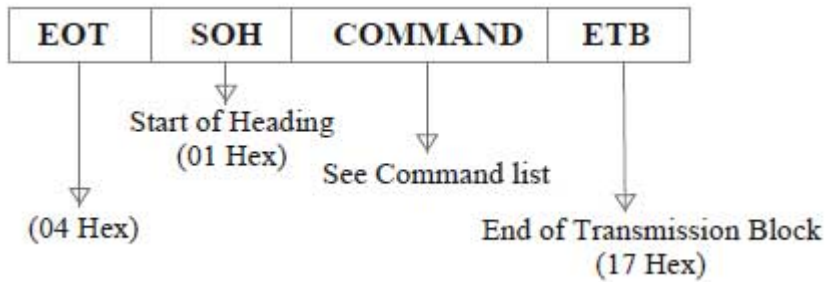 EOT SOH COMMAND ETB
Start of Heading
(01 Hex)
See Command list
(04 Hex)
End of Transmission Block
(17 Hex)